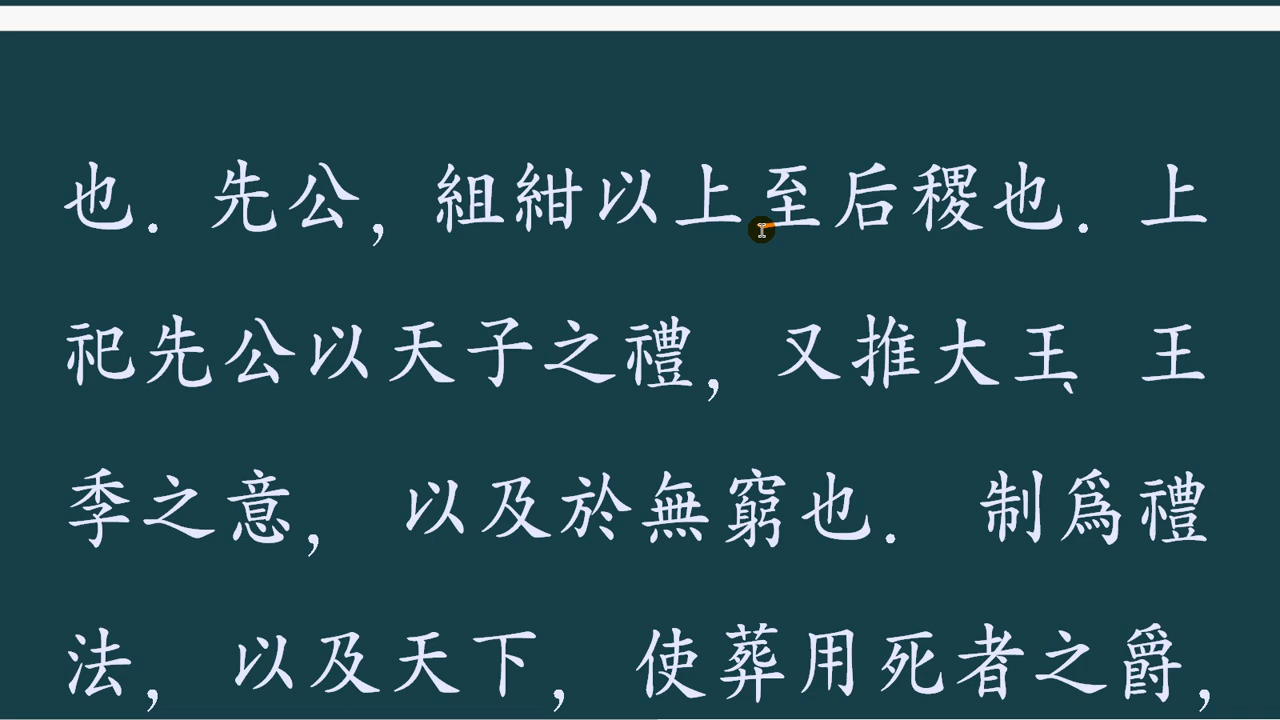 也. 先公, 組紺以上至后稷也. 上
祀先公以天子之禮, 又推大王、王
季之意, 以及於無窮也. 制爲禮
法, 以及天下, 使葬用死者之爵,